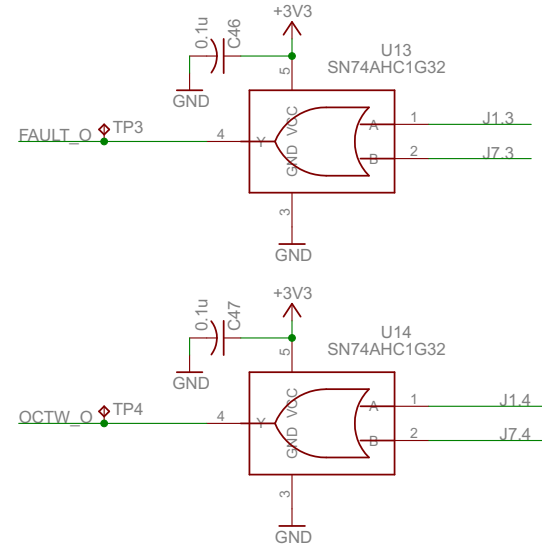 +3V3
0.1u
C46
U13
SN74AHC1G32
5
GND
VCC
FAULT_O
TP3
4
Y
A
1
J1.3
B
2
J7.3
GND
3
GND
+3V3
0.1u
C47
U14
SN74AHC1G32
5
GND
VCC
OCTW_O
TP4
4
Y
A
1
J1.4
B
2
J7.4
GND
3
GND